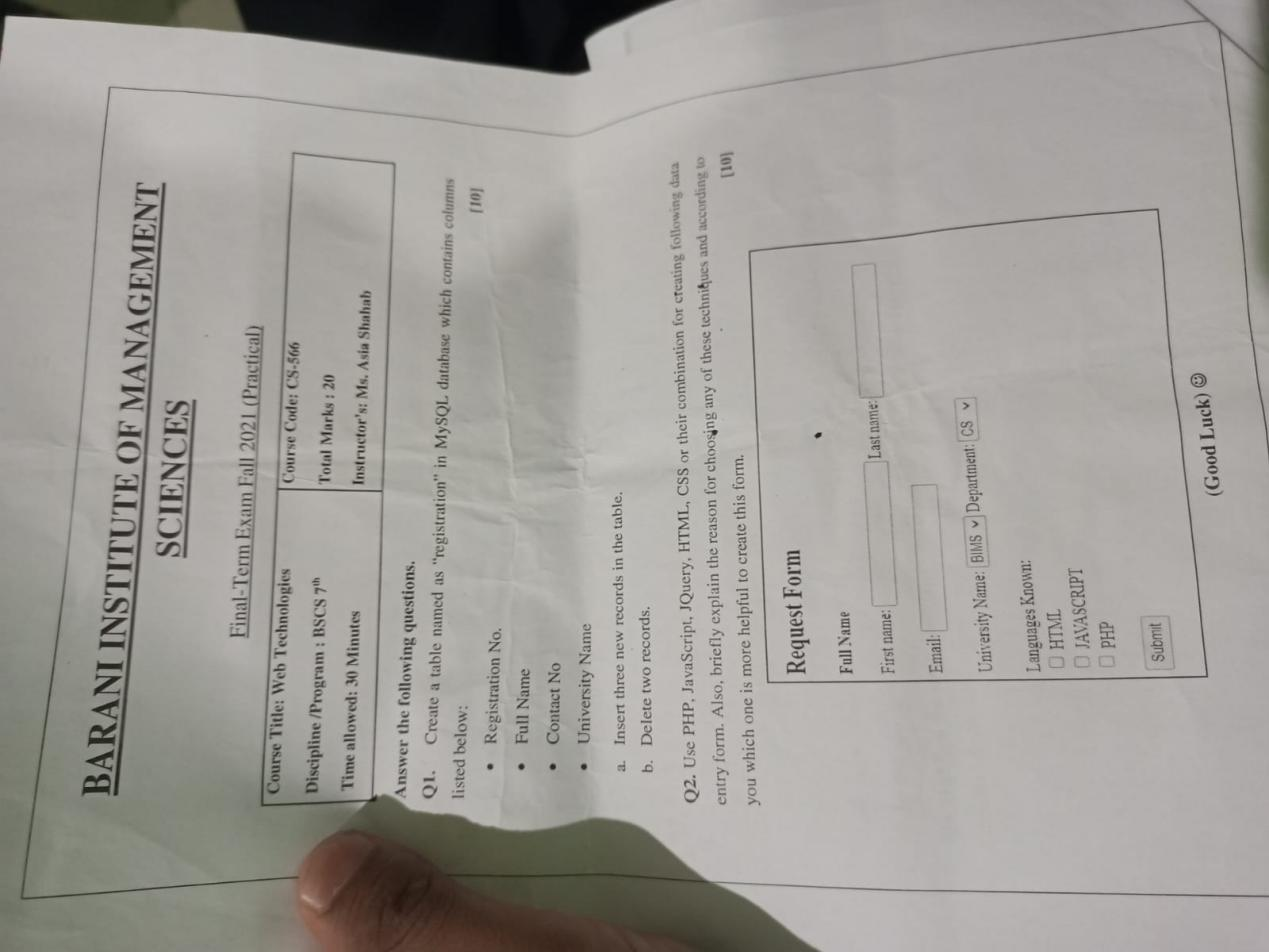 BARANI INSTITUTE OF MANAGEMENT
SCIENCES
Final-Term Exam Fall 2021 (Practical)
Course Title: Web Technologies
Course Code: CS-566
Discipline /Program : BSCS 7th
Total Marks : 20
Time allowed: 30 Minutes
Instructor's: Ms. Asia Shahab
Answer the following questions.
Q1. Create a table named as "registration" in MySQL database which contains columns
listed below: [10]
• Registration No.
• Full Name
• Contact No
• University Name
a. Insert three new records in the table.
b. Delete two records.
Q2. Use PHP, JavaScript, JQuery, HTML, CSS or their combination for creating following data
entry form. Also, briefly explain the reason for choosing any of these techniques and according to
you which one is more helpful to create this form. [10]
Request Form
Full Name
First name: Last name:
Email:
University Name: BIMS Department: CS
Languages Known:
HTML
JAVASCRIPT
PHP
Submit
(Good Luck) ☺